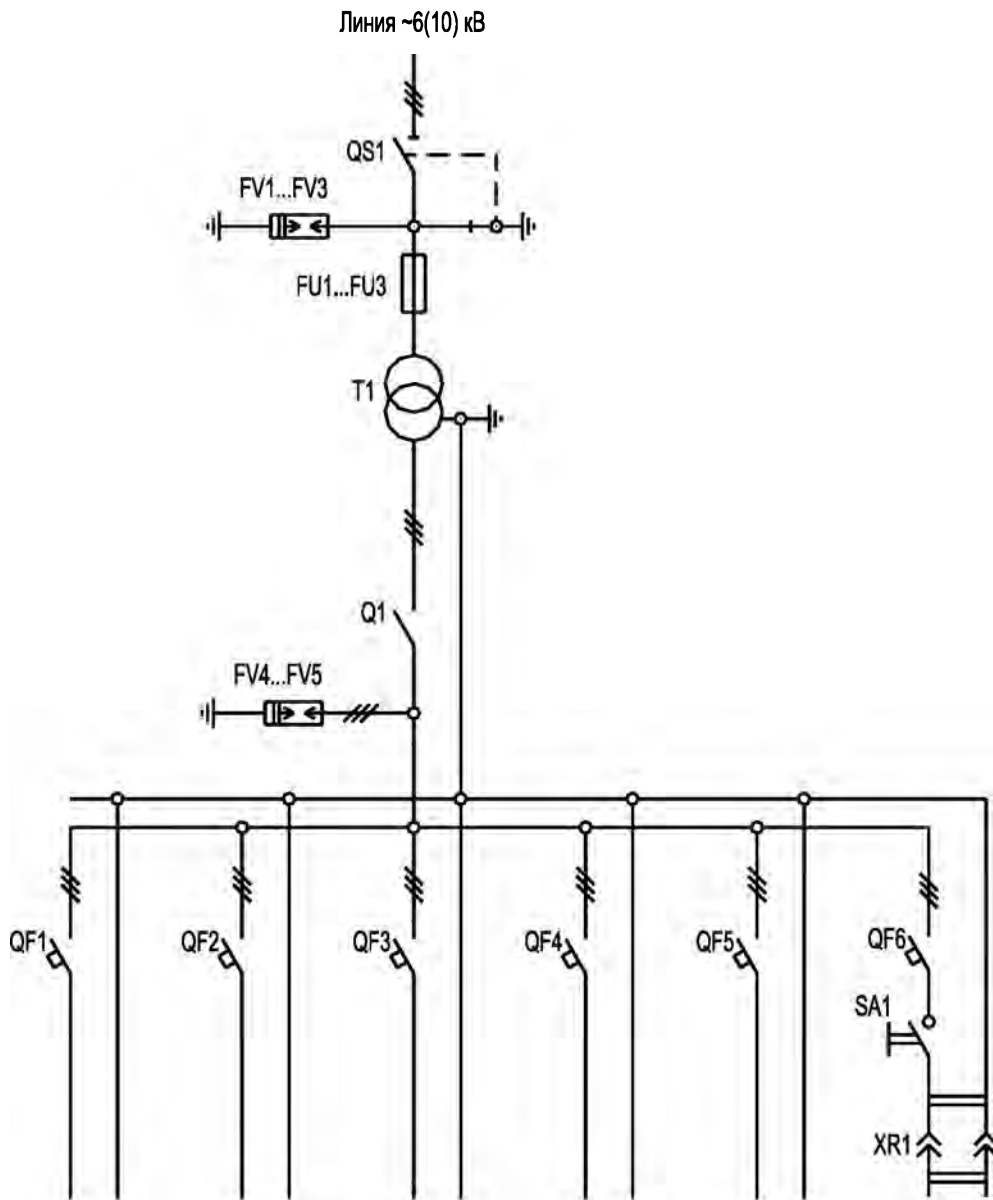 Линия ~6(10) кВ
QS1
FV1...FV3
FU1...FU3
T1
Q1
FV4...FV5
QF1
QF2
QF3
QF4
QF5
QF6
SA1
XR1